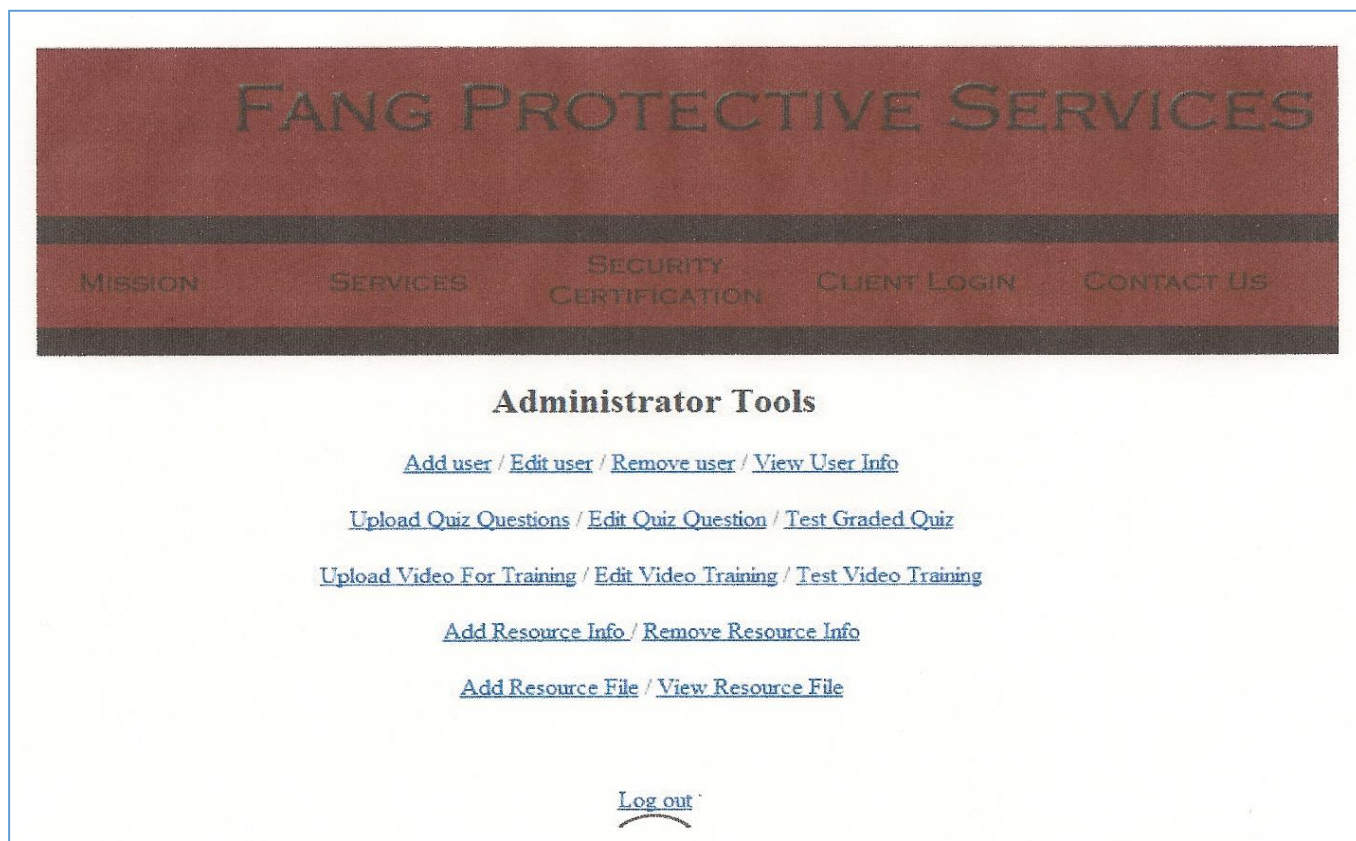 FANG PROTECTIVE SERVICES
MISSION SERVICES SECURITY CERTIFICATION CLIENT LOGIN CONTACT US
Administrator Tools
Add user / Edit user / Remove user / View User Info
Upload Quiz Questions / Edit Quiz Question / Test Graded Quiz
Upload Video For Training / Edit Video Training / Test Video Training
Add Resource Info / Remove Resource Info
Add Resource File / View Resource File
Log out